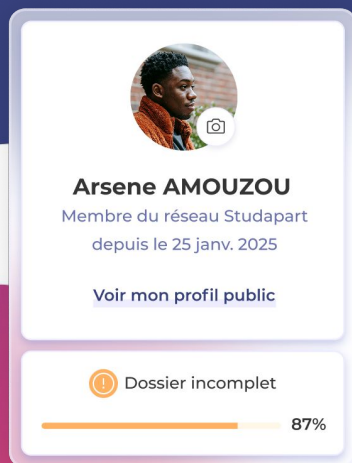 Arsene AMOUZOU
Membre du réseau Studapart
depuis le 25 janv. 2025
Voir mon profil public
Dossier incomplet
87%